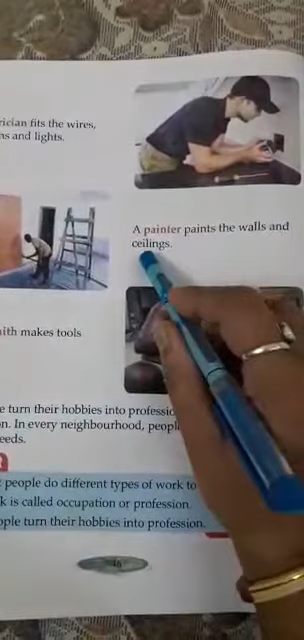 rician fits the wires,
ns and lights.
A painter paints the walls and
ceilings.
ith makes tools
e turn their hobbies into professio
n. In every neighbourhood, people
eeds.
people do different types of work to
k is called occupation or profession.
ople turn their hobbies into profession.